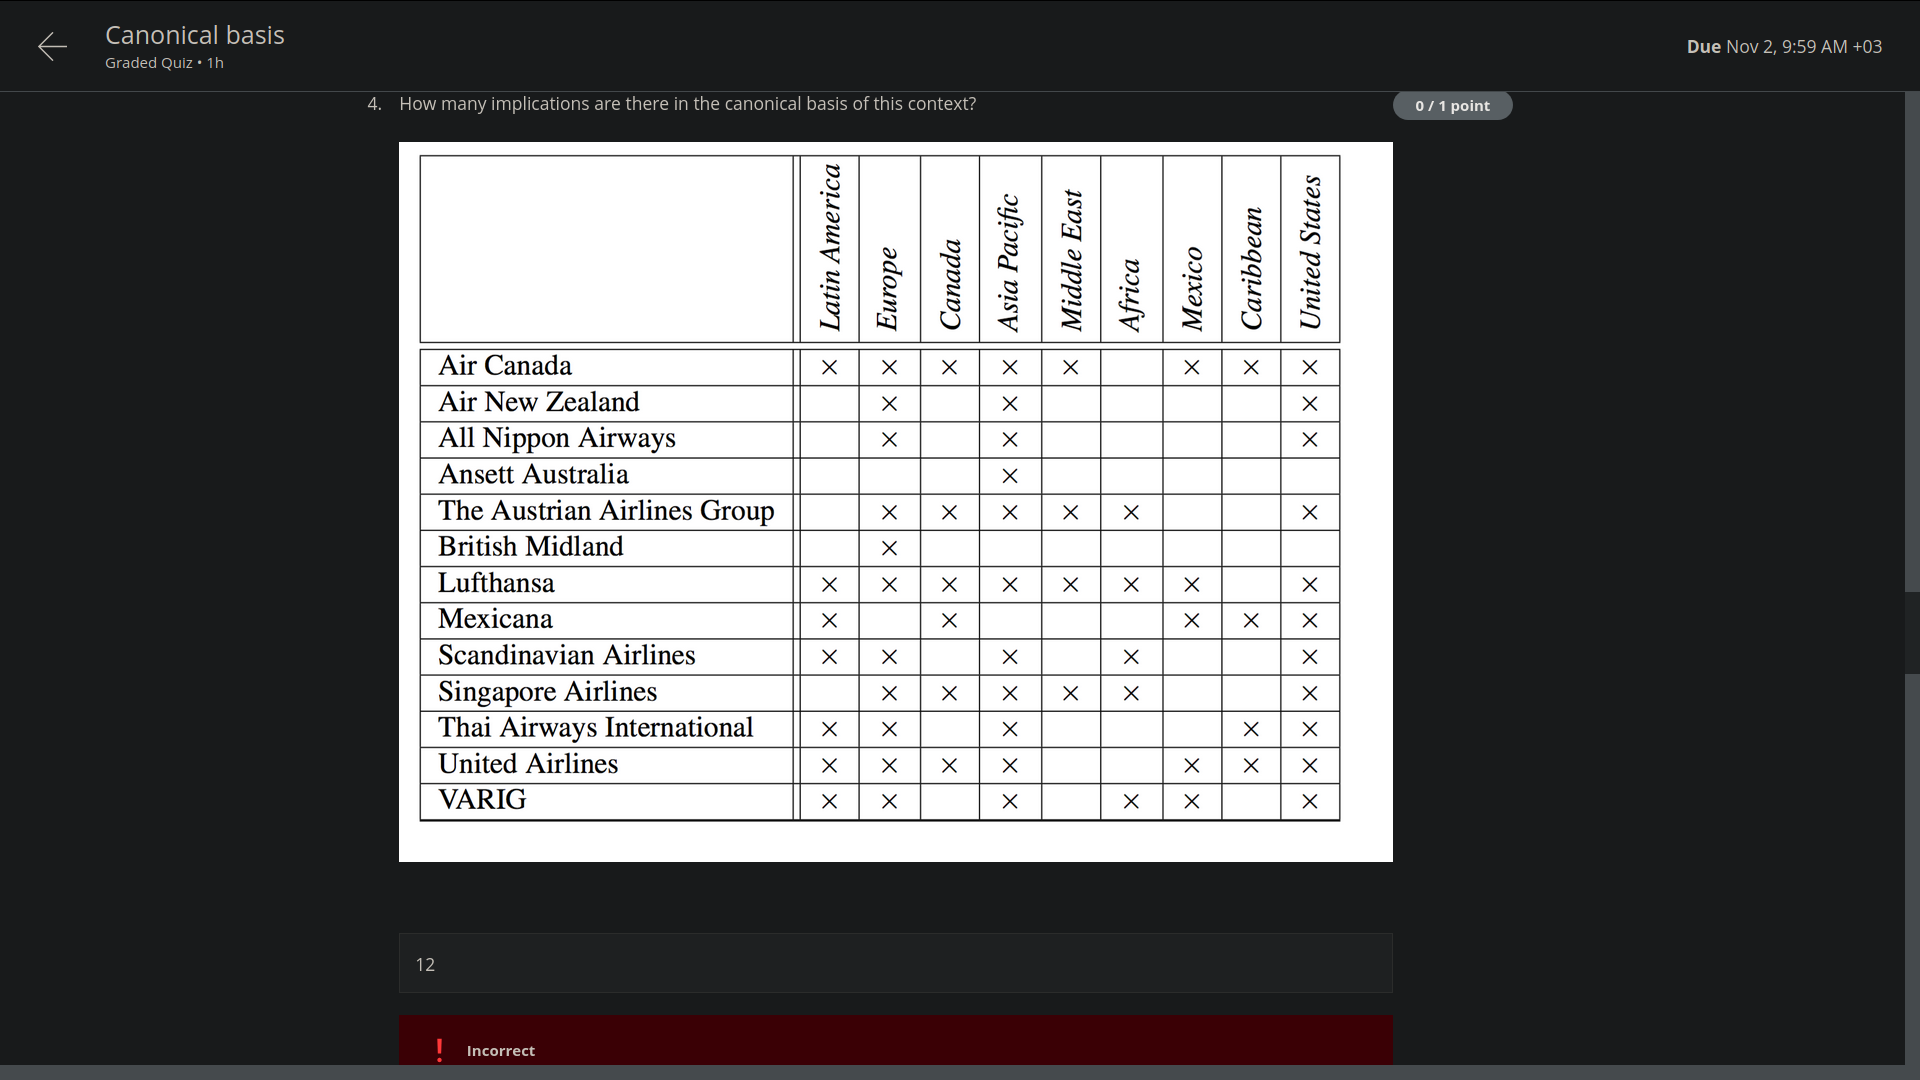 Canonical basis
Graded Quiz • 1h
Due Nov 2, 9:59 AM +03
4. How many implications are there in the canonical basis of this context?
0 / 1 point
Latin America Europe Canada Asia Pacific Middle East Africa Mexico Caribbean United States
Air Canada × × × × × × × ×
Air New Zealand × × ×
All Nippon Airways × × ×
Ansett Australia ×
The Austrian Airlines Group × × × × × ×
British Midland ×
Lufthansa × × × × × × × ×
Mexicana × × × × ×
Scandinavian Airlines × × × × ×
Singapore Airlines × × × × × ×
Thai Airways International × × × × ×
United Airlines × × × × × × ×
VARIG × × × × × ×
12
! Incorrect